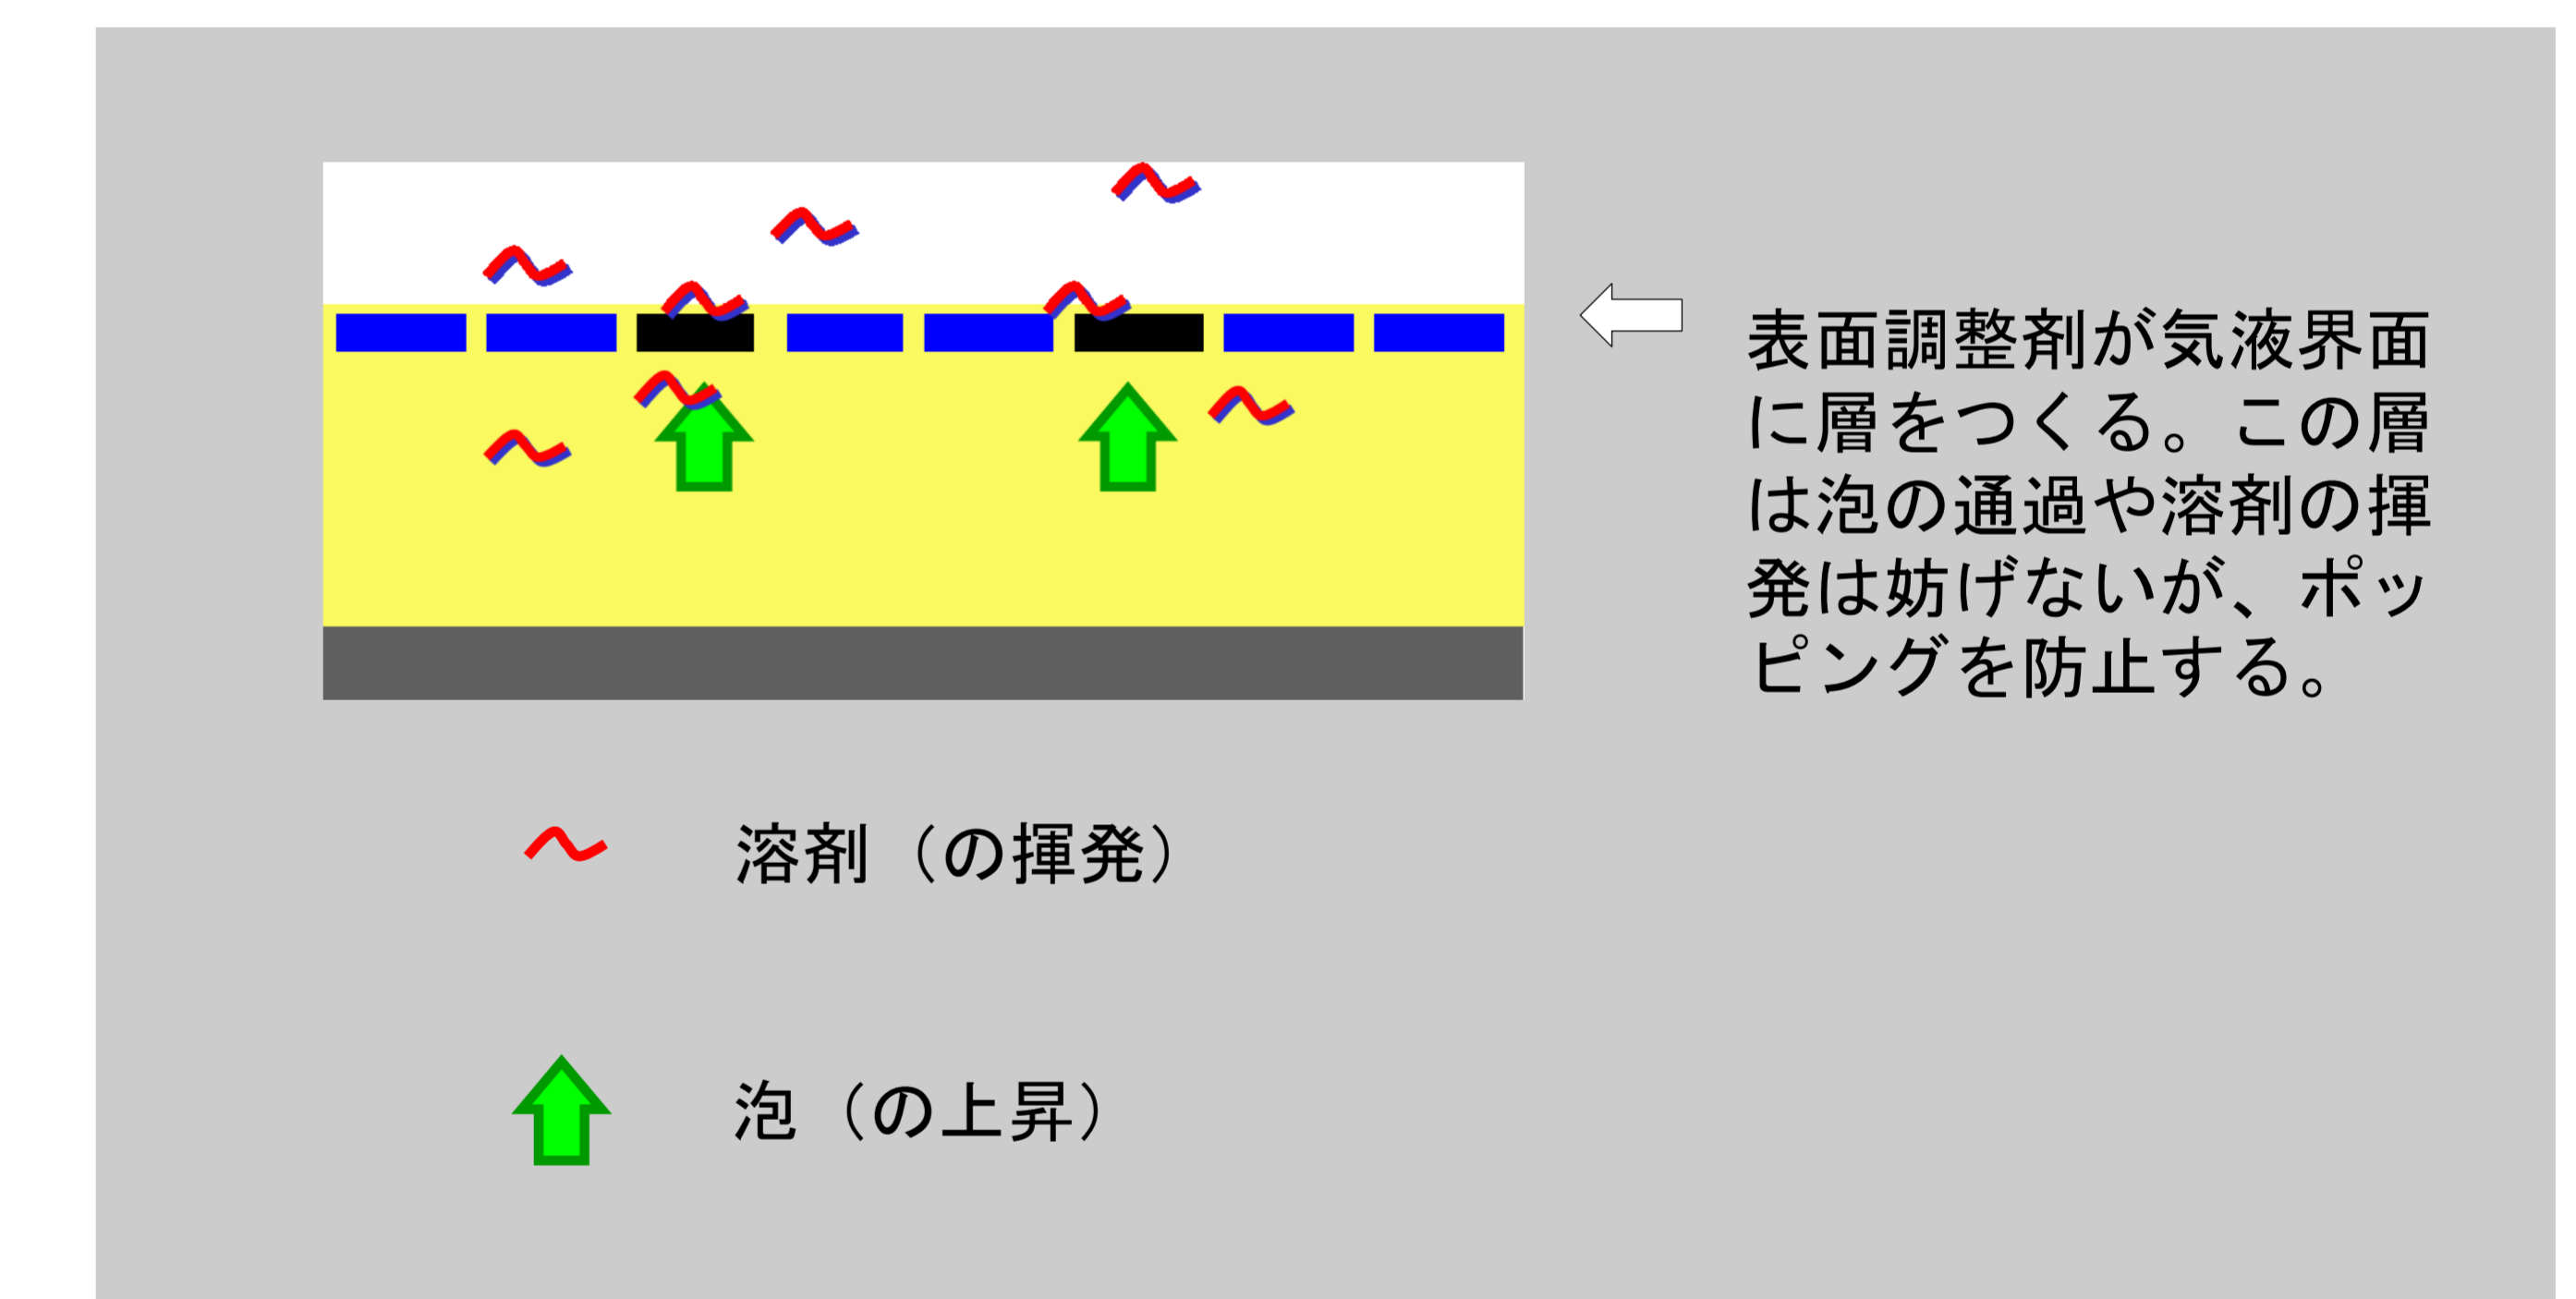 表面調整剤が気液界面
に層をつくる。この層
は泡の通過や溶剤の揮
発は妨げないが、ポッ
ピングを防止する。
溶剤（の揮発）
泡（の上昇）